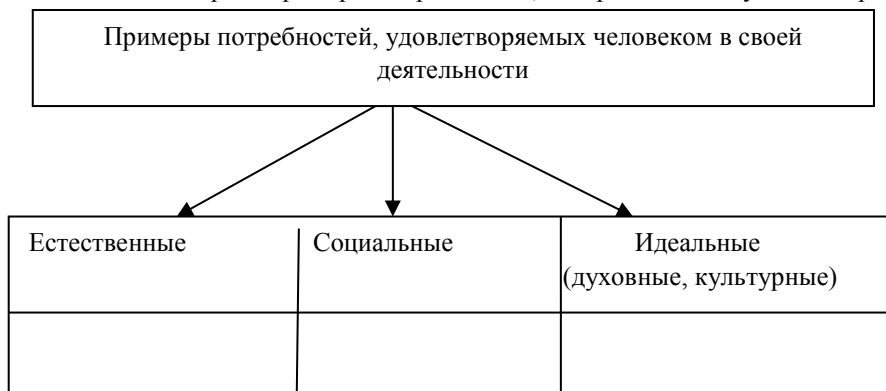 Примеры потребностей, удовлетворяемых человеком в своей
деятельности
Естественные
Социальные
Идеальные
(духовные, культурные)